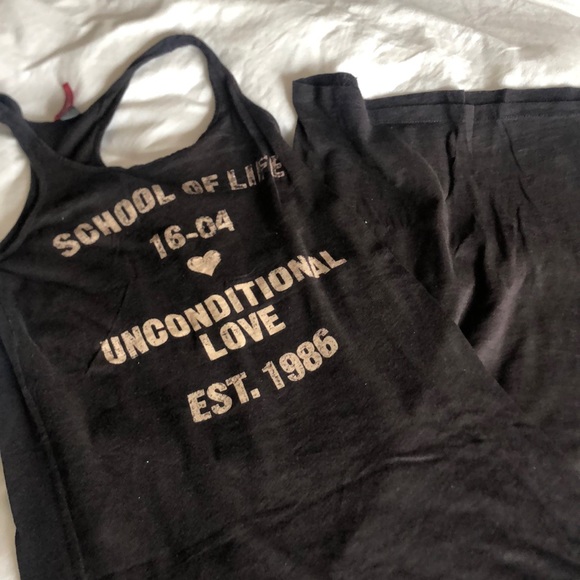 SCHOOL OF LIFE
16-04
UNCONDITIONAL
LOVE
EST. 1986